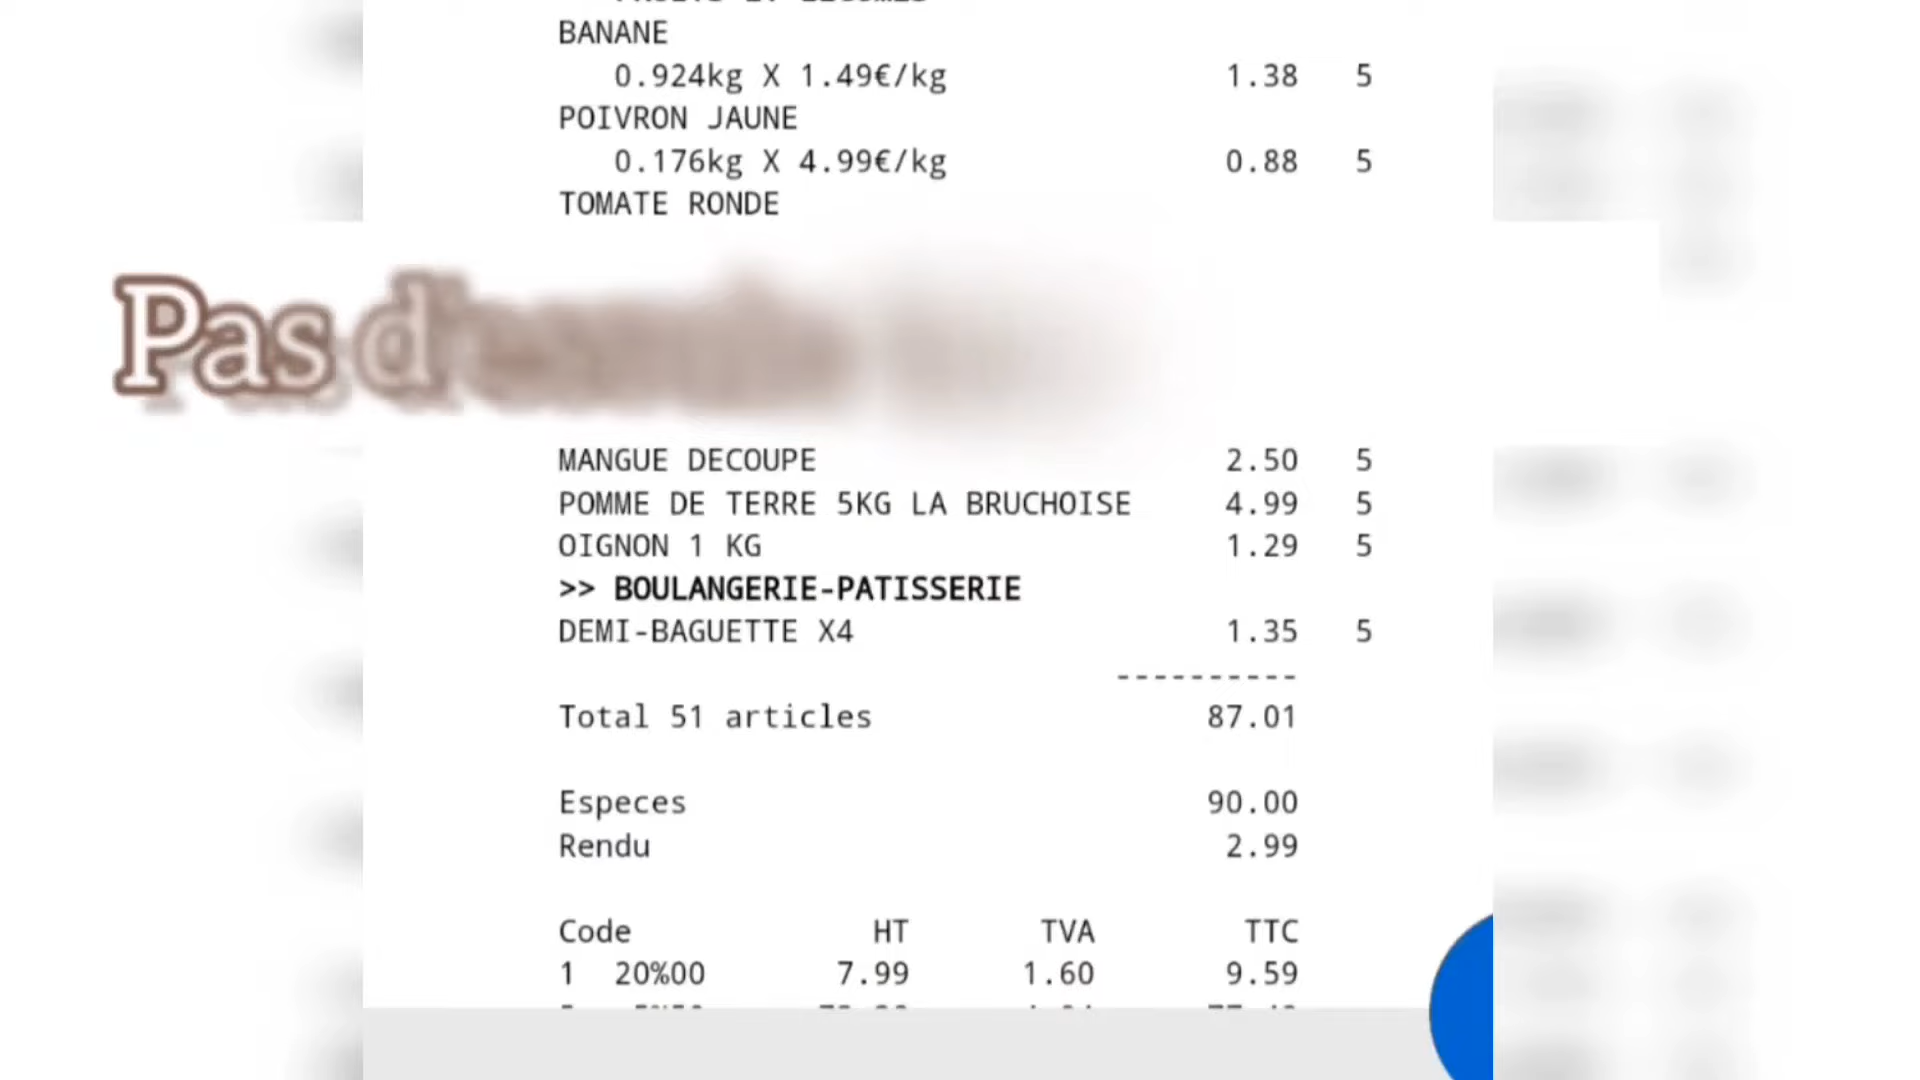 BANANE
0.924kg X 1.49€/kg 1.38 5
POIVRON JAUNE
0.176kg X 4.99€/kg 0.88 5
TOMATE RONDE
Pas
MANGUE DECOUPE 2.50 5
POMME DE TERRE 5KG LA BRUCHOISE 4.99 5
OIGNON 1 KG 1.29 5
>> BOULANGERIE-PATISSERIE
DEMI-BAGUETTE X4 1.35 5
----------
Total 51 articles 87.01
Especes 90.00
Rendu 2.99
Code HT TVA TTC
1 20%00 7.99 1.60 9.59